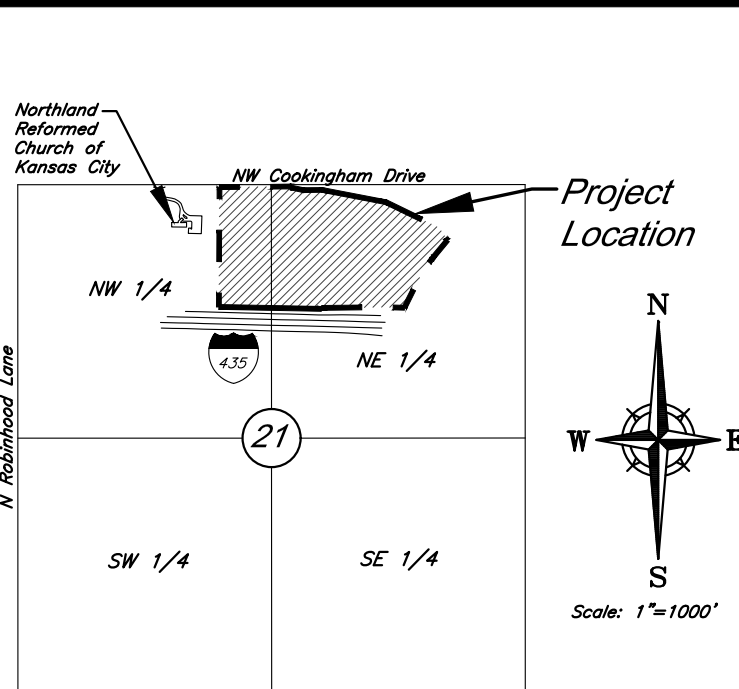 Northland
Reformed
Church of
Kansas City
NW Cookingham Drive
Project
Location
NW 1/4
435
NE 1/4
N Robinhood Lane
21
SW 1/4
SE 1/4
N
W
E
S
Scale: 1"=1000'